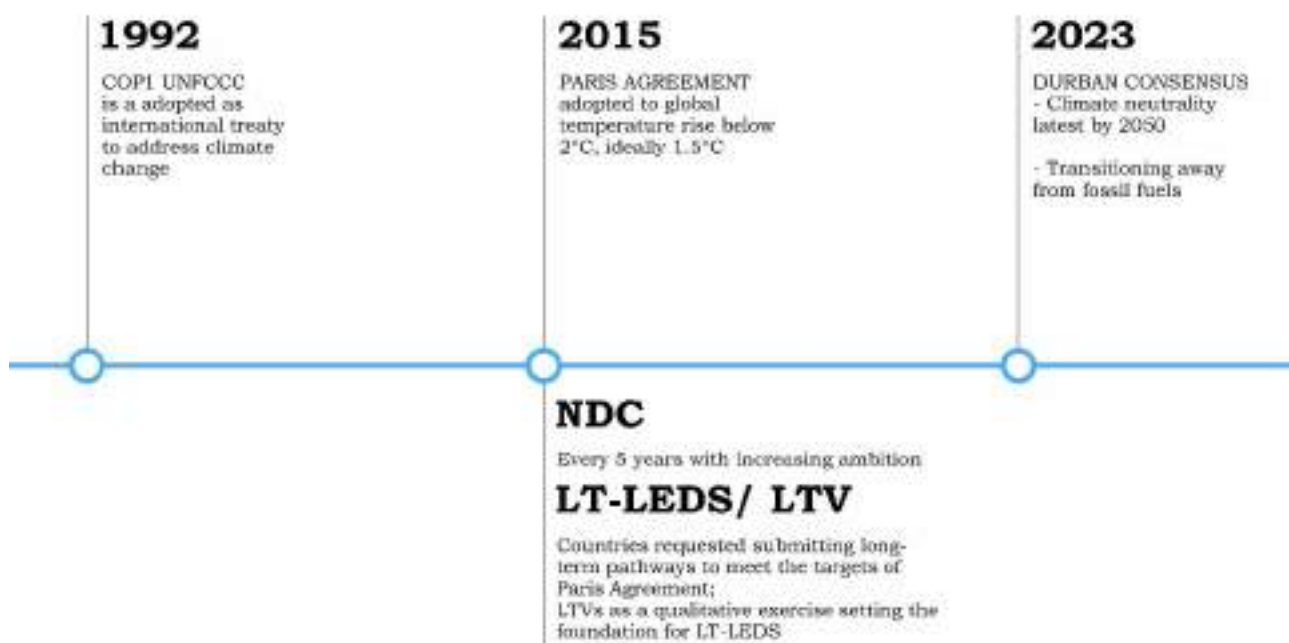 1992
COP1 UNFCCC
is a adopted as
international treaty
to address climate
change
2015
PARIS AGREEMENT
adopted to global
temperature rise below
2°C, ideally 1.5°C
NDC
Every 5 years with increasing ambition
LT-LEDS/ LTV
Countries requested submitting long-
term pathways to meet the targets of
Paris Agreement;
LTVs as a qualitative exercise setting the
foundation for LT-LEDS
2023
DURBAN CONSENSUS
- Climate neutrality
latest by 2050
- Transitioning away
from fossil fuels